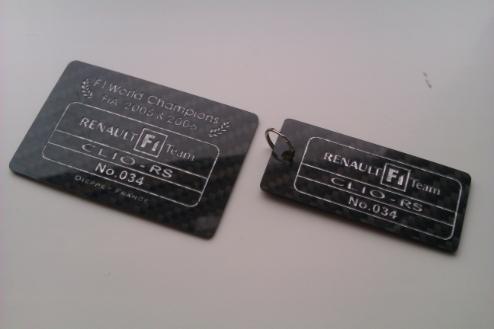 F1 World Champions
FIA 2005 & 2006
RENAULT F1 Team
CLIO-RS
No.034
DIEPPE-FRANCE
RENAULT F1 Team
CLIO-RS
No.034